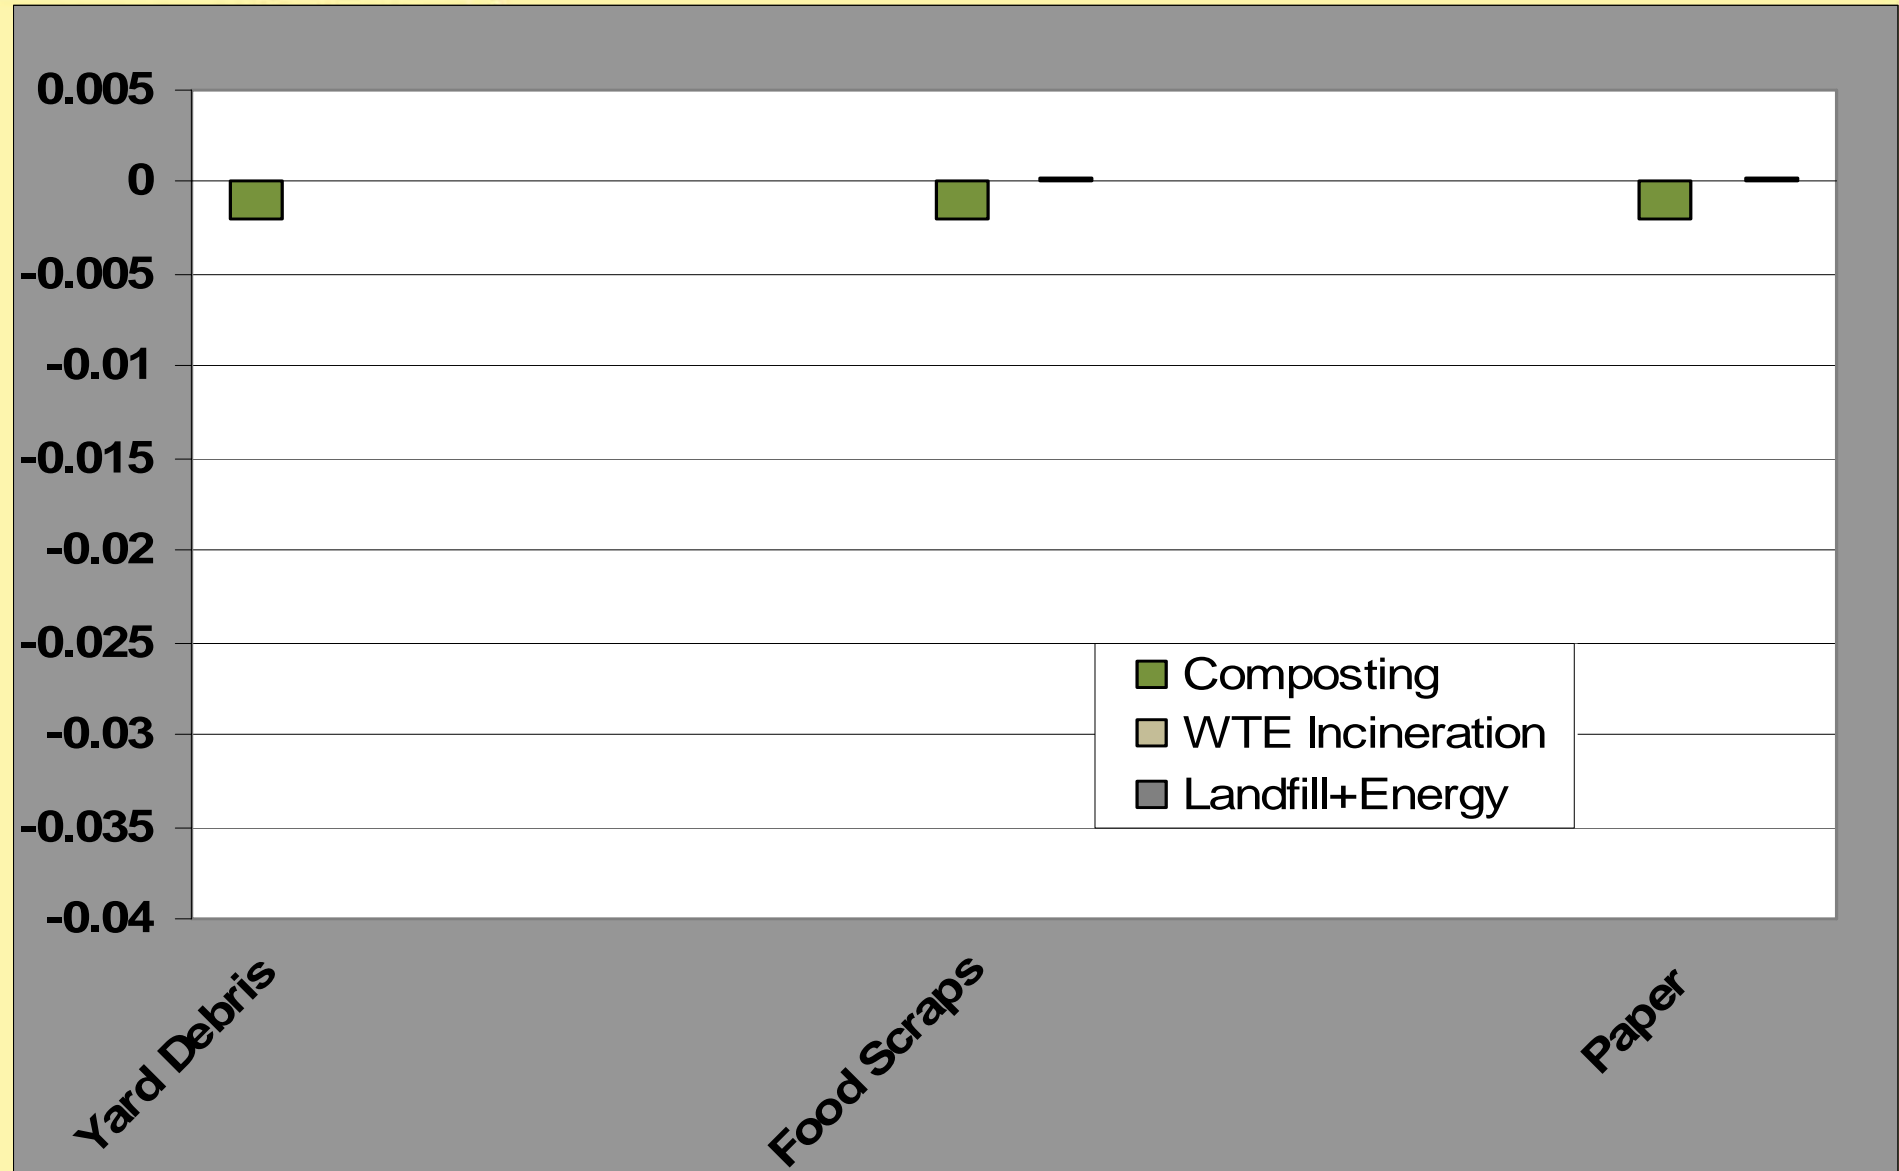 0.005
0
-0.005
-0.01
-0.015
-0.02
-0.025
-0.03
-0.035
-0.04
Composting
WTE Incineration
Landfill+Energy
Yard Debris
Food Scraps
Paper